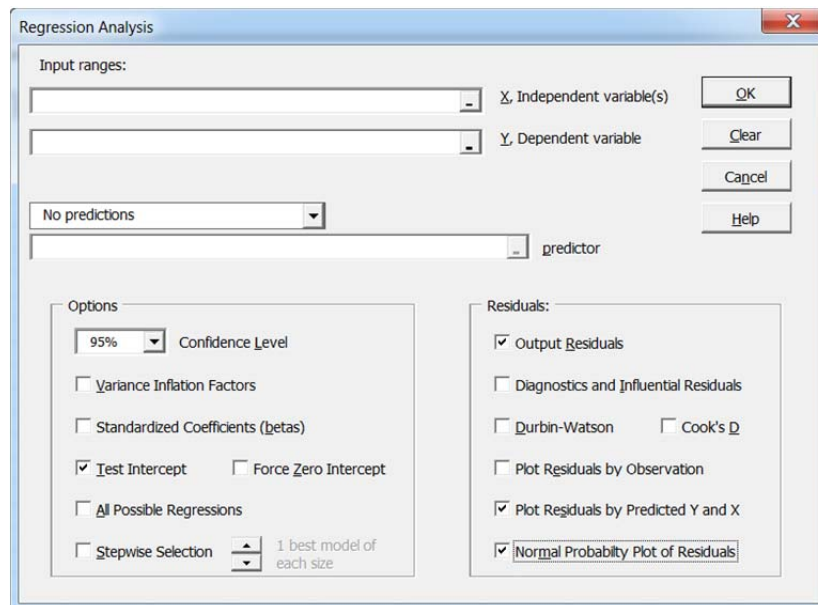 Regression Analysis
X
Input ranges:
X, Independent variable(s)
OK
Y, Dependent variable
Clear
Cancel
No predictions
Help
predictor
Options
95% Confidence Level
Variance Inflation Factors
Standardized Coefficients (betas)
Test Intercept Force Zero Intercept
All Possible Regressions
Stepwise Selection 1 best model of
each size
Residuals:
Output Residuals
Diagnostics and Influential Residuals
Durbin-Watson Cook's D
Plot Residuals by Observation
Plot Residuals by Predicted Y and X
Normal Probabilty Plot of Residuals